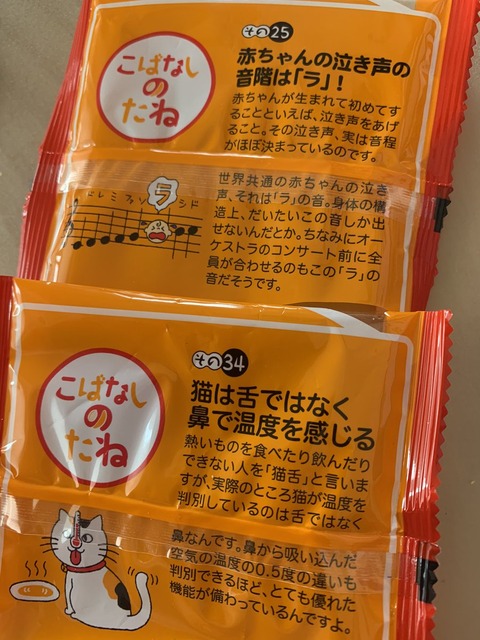 その25
こばなし
の
たね
赤ちゃんの泣き声の
音階は「ラ」！
赤ちゃんが生まれて初めてす
ることといえば、泣き声をあげ
ること。その泣き声、実は音程
がほぼ決まっているのです。
世界共通の赤ちゃんの泣き
声、それは「ラ」の音。身体の構
造上、だいたいこの音しか出
せないんだとか。ちなみにオー
ケストラのコンサート前に全
員が合わせるのもこの「ラ」の
音だそうです。
ドレミファソラシド
その34
こばなし
の
たね
猫は舌ではなく
鼻で温度を感じる
熱いものを食べたり飲んだり
できない人を「猫舌」と言いま
すが、実際のところ猫が温度を
判別しているのは舌ではなく
鼻なんです。鼻から吸い込んだ
空気の温度の0.5度の違いも
判別できるほど、とても優れた
機能が備わっているんですよ。